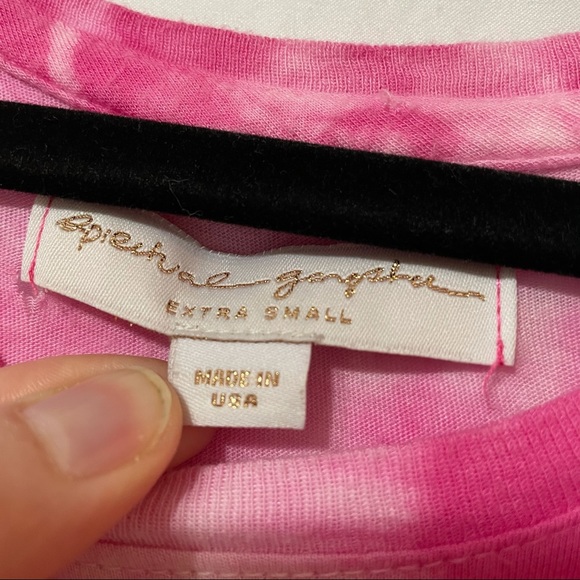 spiritual gangster
EXTRA SMALL
MADE IN
USA